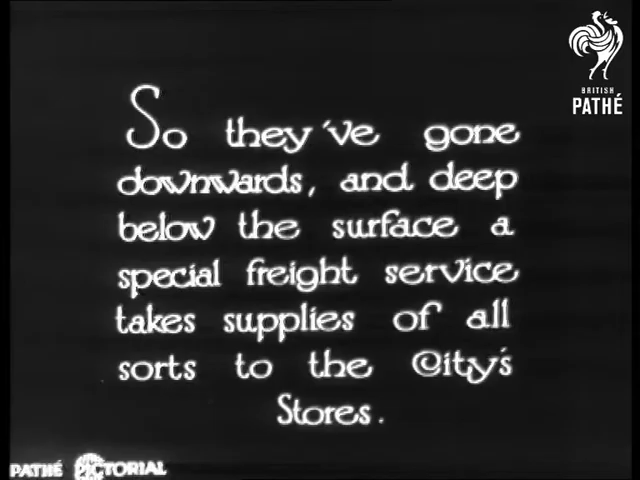 BRITISH
PATHÉ
So they've gone
downwards, and deep
below the surface a
special freight service
takes supplies of all
sorts to the City's
Stores.
PATHÉ PICTORIAL